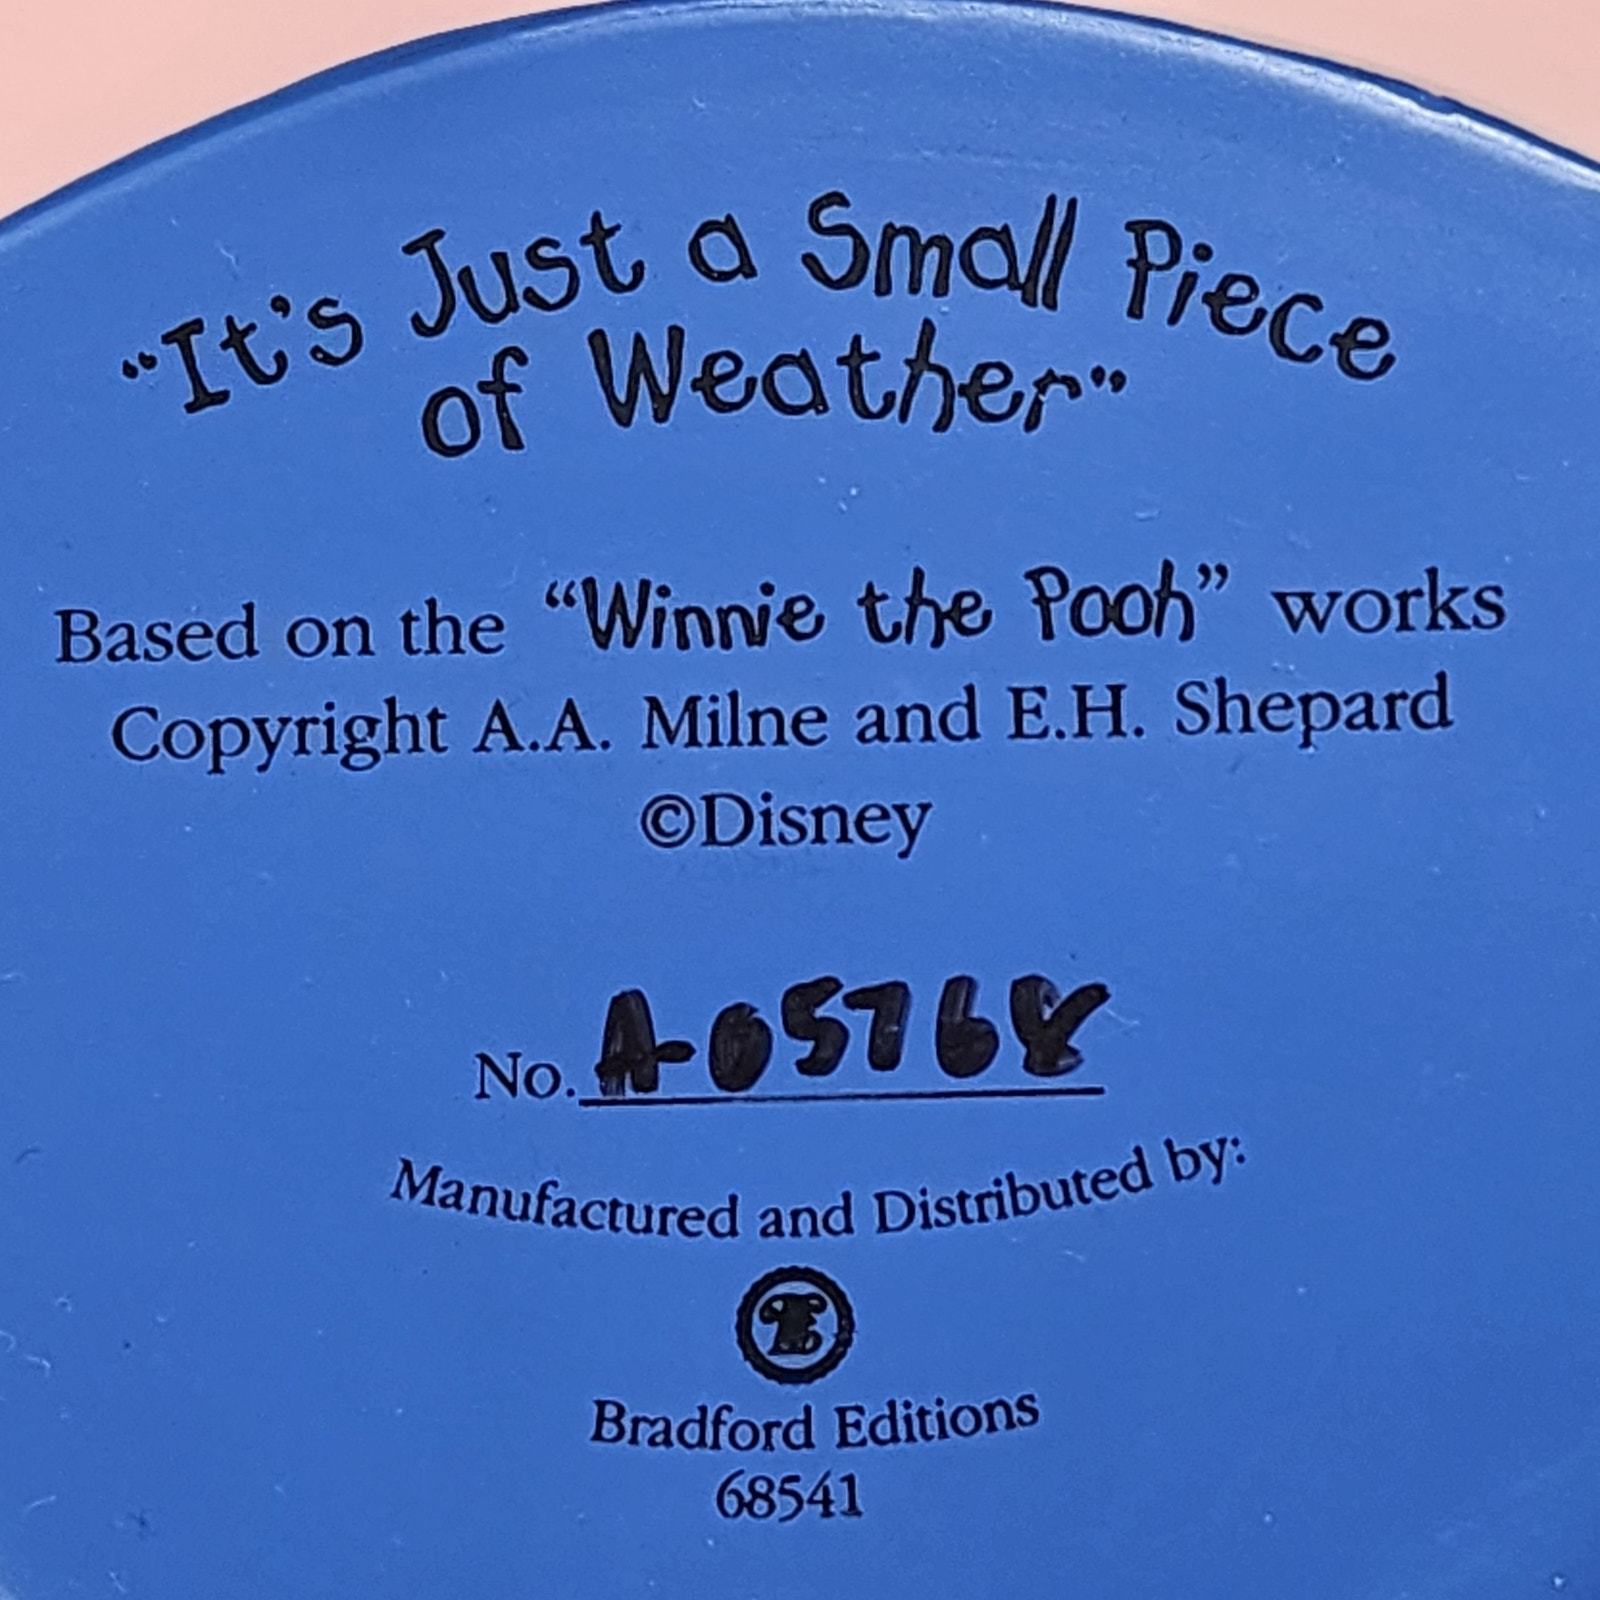 "It's Just a Small Piece
of Weather"
Based on the "Winnie the Pooh" works
Copyright A.A. Milne and E.H. Shepard
©Disney
No. A-05768
Manufactured and Distributed by:
Bradford Editions
68541